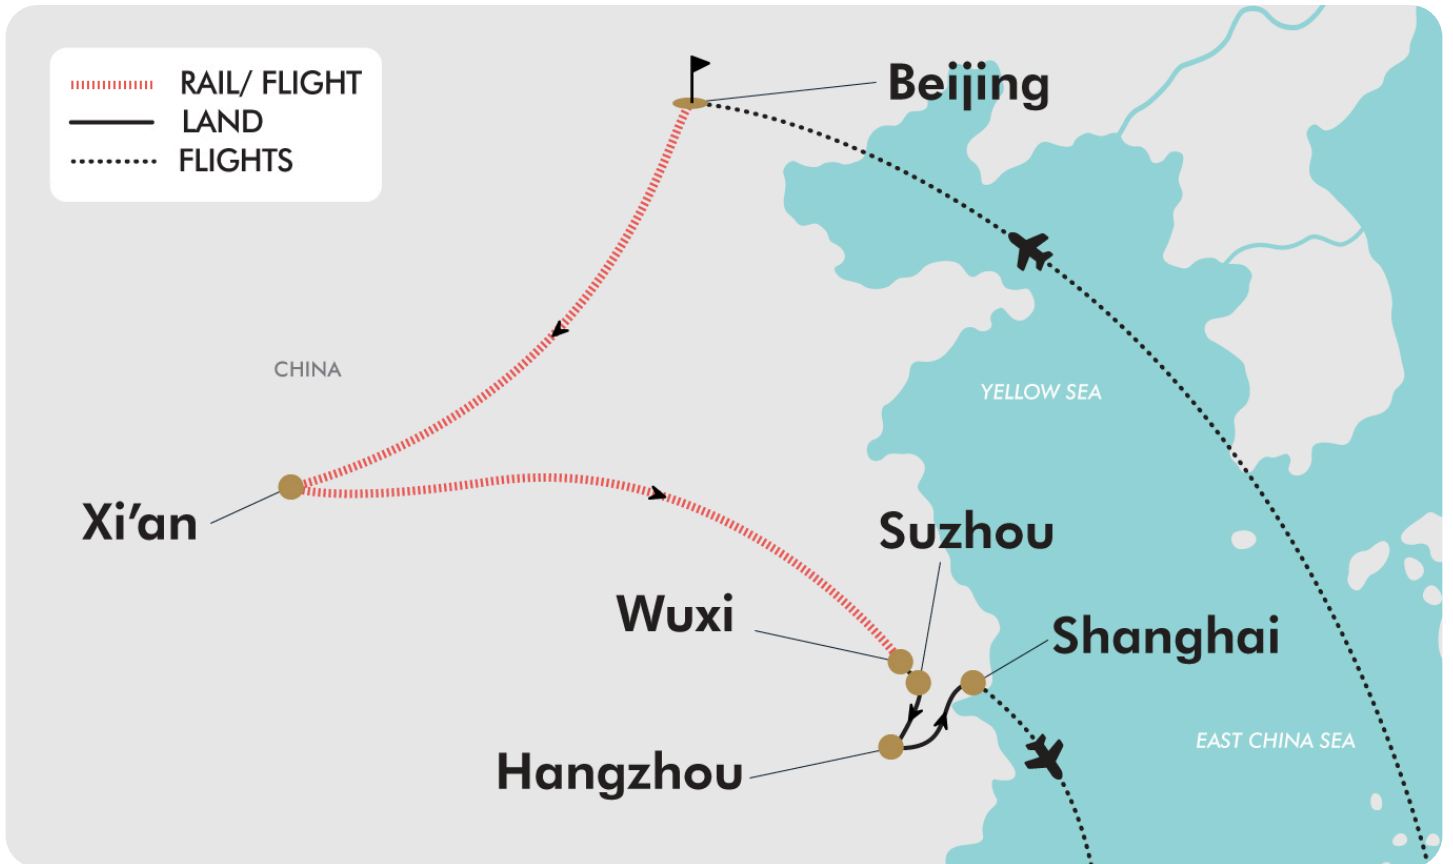 RAIL/ FLIGHT
LAND
FLIGHTS
Beijing
CHINA
YELLOW SEA
Xi’an
Suzhou
Wuxi
Shanghai
EAST CHINA SEA
Hangzhou